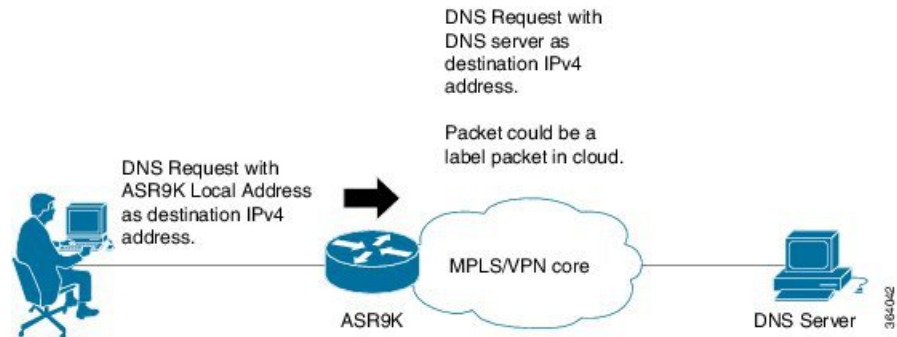 DNS Request with
DNS server as
destination IPv4
address.
Packet could be a
label packet in cloud.
DNS Request with
ASR9K Local Address
as destination IPv4
address.
MPLS/VPN core
ASR9K
DNS Server
364042